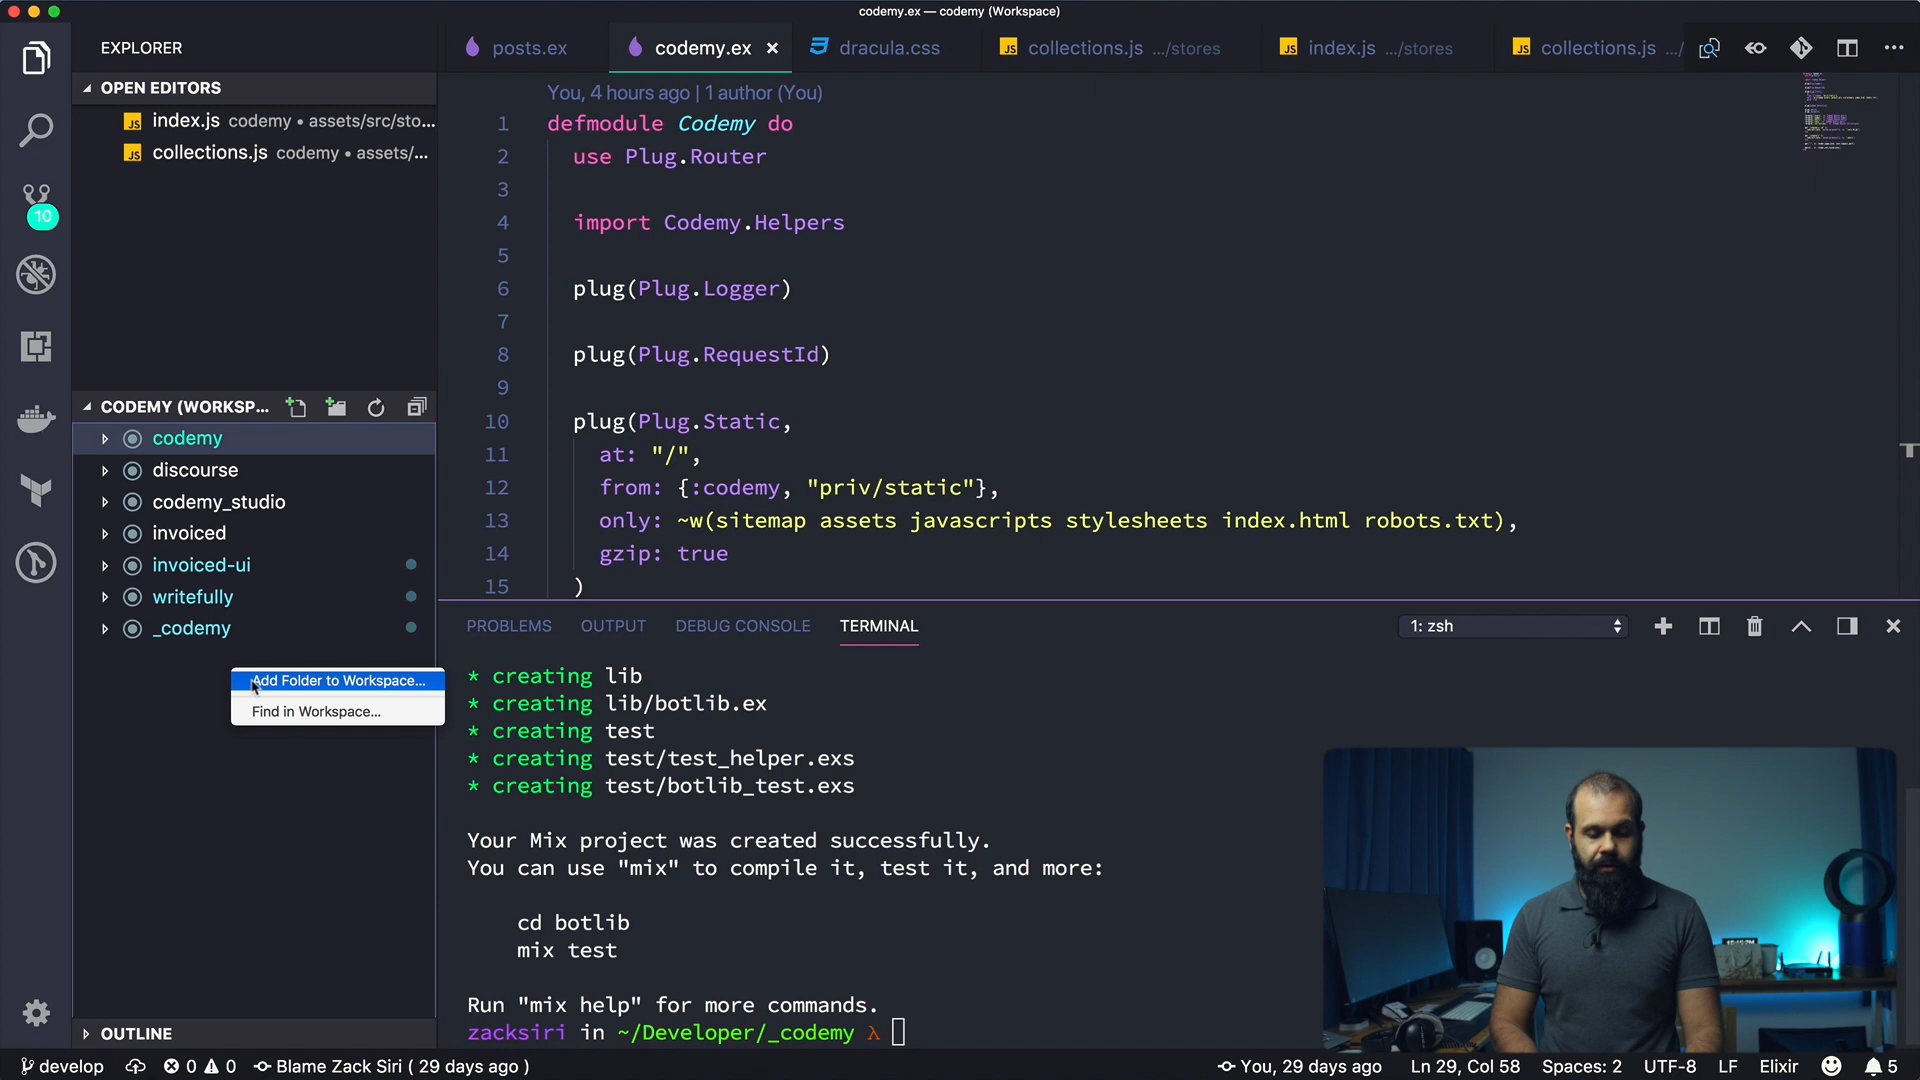 codemy.ex — codemy (Workspace)
EXPLORER
OPEN EDITORS
JS index.js codemy • assets/src/sto...
JS collections.js codemy • assets/...
10
CODEMY (WORKSP...
codemy
discourse
codemy_studio
invoiced
invoiced-ui
writefully
_codemy
Add Folder to Workspace...
Find in Workspace...
OUTLINE
posts.ex
codemy.ex ×
dracula.css
JS collections.js .../stores
JS index.js .../stores
JS collections.js .../
You, 4 hours ago | 1 author (You)
1 defmodule Codemy do
2 use Plug.Router
3
4 import Codemy.Helpers
5
6 plug(Plug.Logger)
7
8 plug(Plug.RequestId)
9
10 plug(Plug.Static,
11 at: "/",
12 from: {:codemy, "priv/static"},
13 only: ~w(sitemap assets javascripts stylesheets index.html robots.txt),
14 gzip: true
15 )
PROBLEMS OUTPUT DEBUG CONSOLE TERMINAL
1: zsh
* creating lib
* creating lib/botlib.ex
* creating test
* creating test/test_helper.exs
* creating test/botlib_test.exs
Your Mix project was created successfully.
You can use "mix" to compile it, test it, and more:
cd botlib
mix test
Run "mix help" for more commands.
zacksiri in ~/Developer/_codemy λ
develop 0 0 Blame Zack Siri ( 29 days ago )
You, 29 days ago Ln 29, Col 58 Spaces: 2 UTF-8 LF Elixir 5